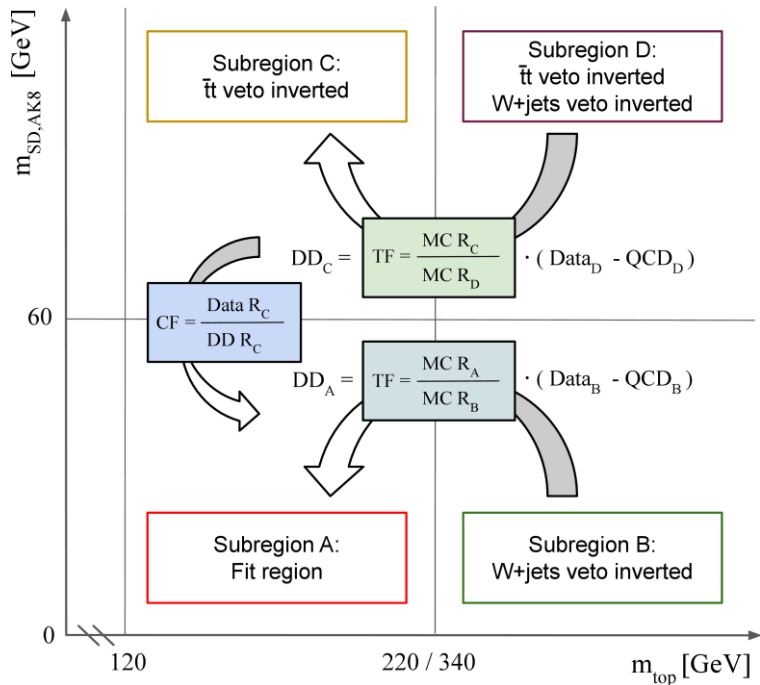 m_SD,AK8 [GeV]
Subregion C:
t̄t veto inverted
Subregion D:
t̄t veto inverted
W+jets veto inverted
DD_C = TF = MC R_C / MC R_D · ( Data_D - QCD_D )
60
CF = Data R_C / DD R_C
DD_A = TF = MC R_A / MC R_B · ( Data_B - QCD_B )
Subregion A:
Fit region
Subregion B:
W+jets veto inverted
0
120
220 / 340
m_top [GeV]